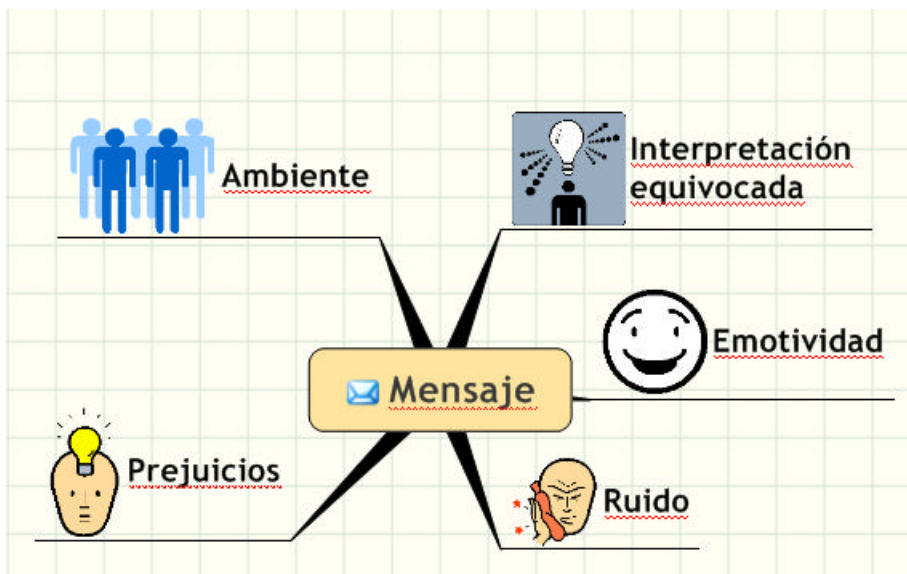 Ambiente
Interpretación
equivocada
Emotividad
Mensaje
Prejuicios
Ruido